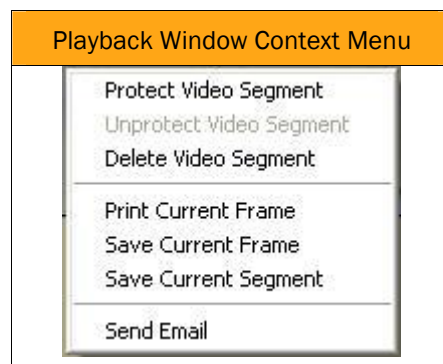 Playback Window Context Menu
Protect Video Segment
Unprotect Video Segment
Delete Video Segment
Print Current Frame
Save Current Frame
Save Current Segment
Send Email